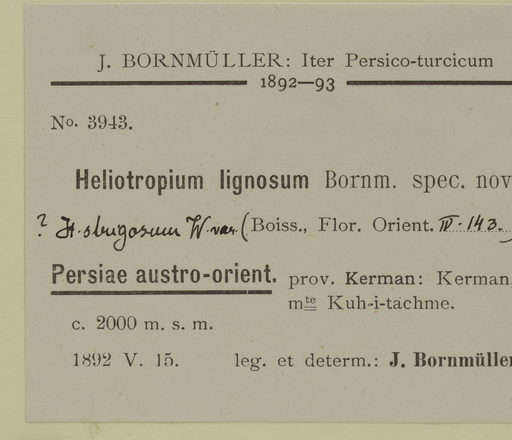 J. BORNMÜLLER: Iter Persico-turcicum
1892—93
No. 3943.
Heliotropium lignosum Bornm. spec. nov
? H. strigosum W. var. (Boiss., Flor. Orient. IV. 143.)
Persiae austro-orient. prov. Kerman: Kerman,
mte Kuh-i-tachme.
c. 2000 m. s. m.
1892 V. 15. leg. et determ.: J. Bornmüller